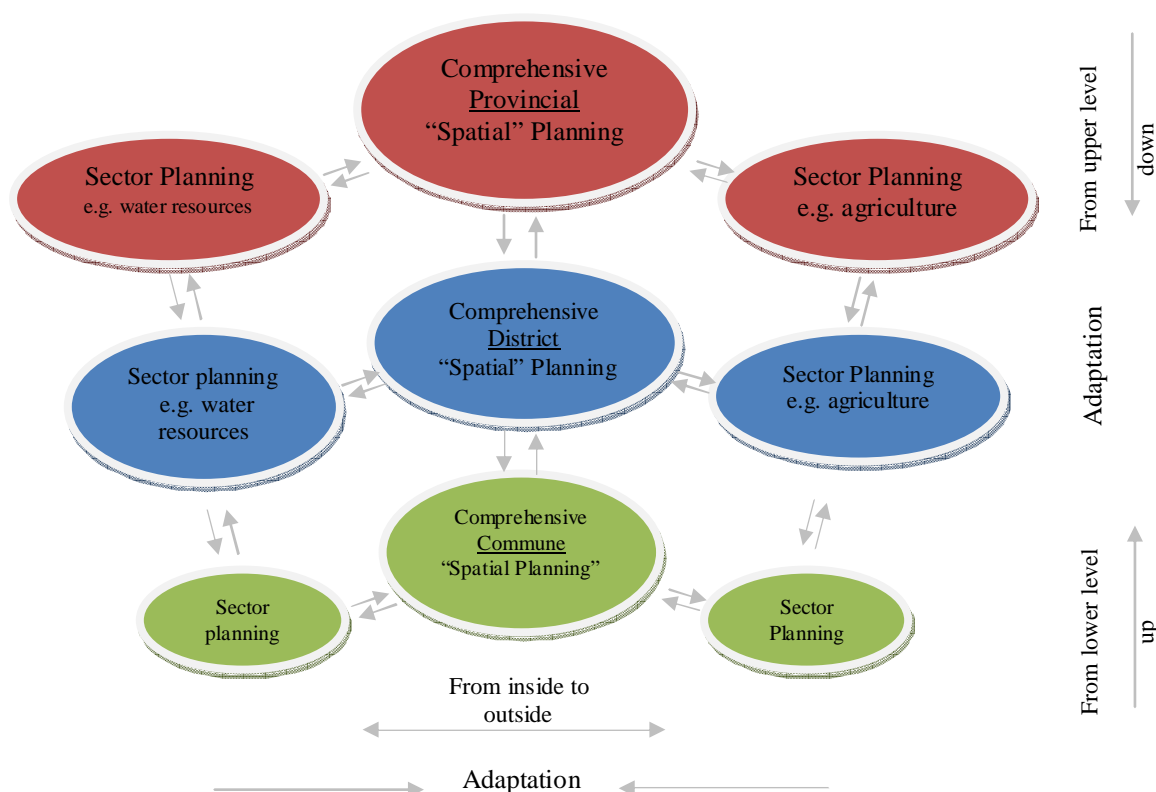 Comprehensive
Provincial
“Spatial” Planning
Sector Planning
e.g. water resources
Sector Planning
e.g. agriculture
From upper level
down
Comprehensive
District
“Spatial” Planning
Sector planning
e.g. water
resources
Sector Planning
e.g. agriculture
Adaptation
Comprehensive
Commune
“Spatial Planning”
Sector
planning
Sector
Planning
From lower level
up
From inside to
outside
Adaptation